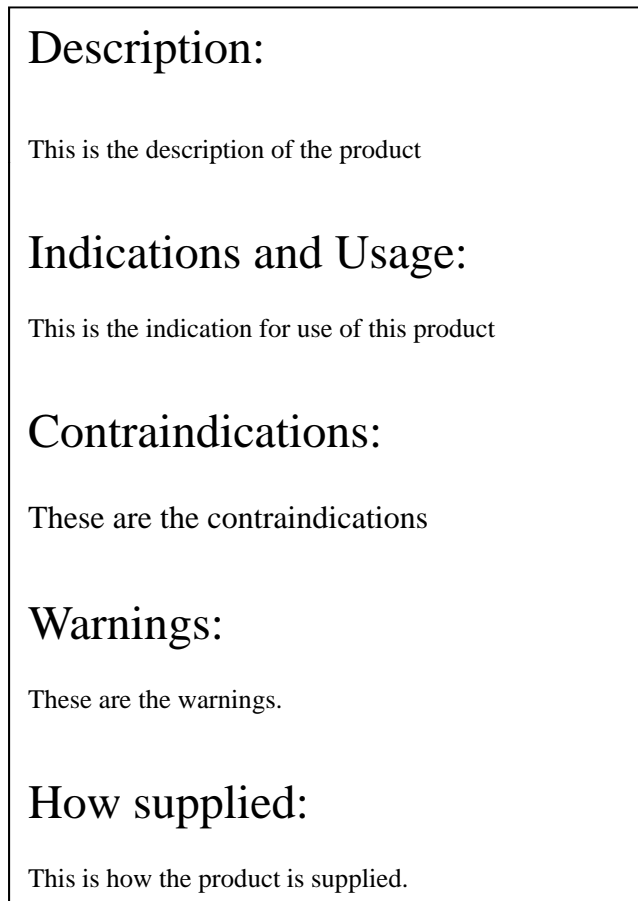 Description:
This is the description of the product
Indications and Usage:
This is the indication for use of this product
Contraindications:
These are the contraindications
Warnings:
These are the warnings.
How supplied:
This is how the product is supplied.